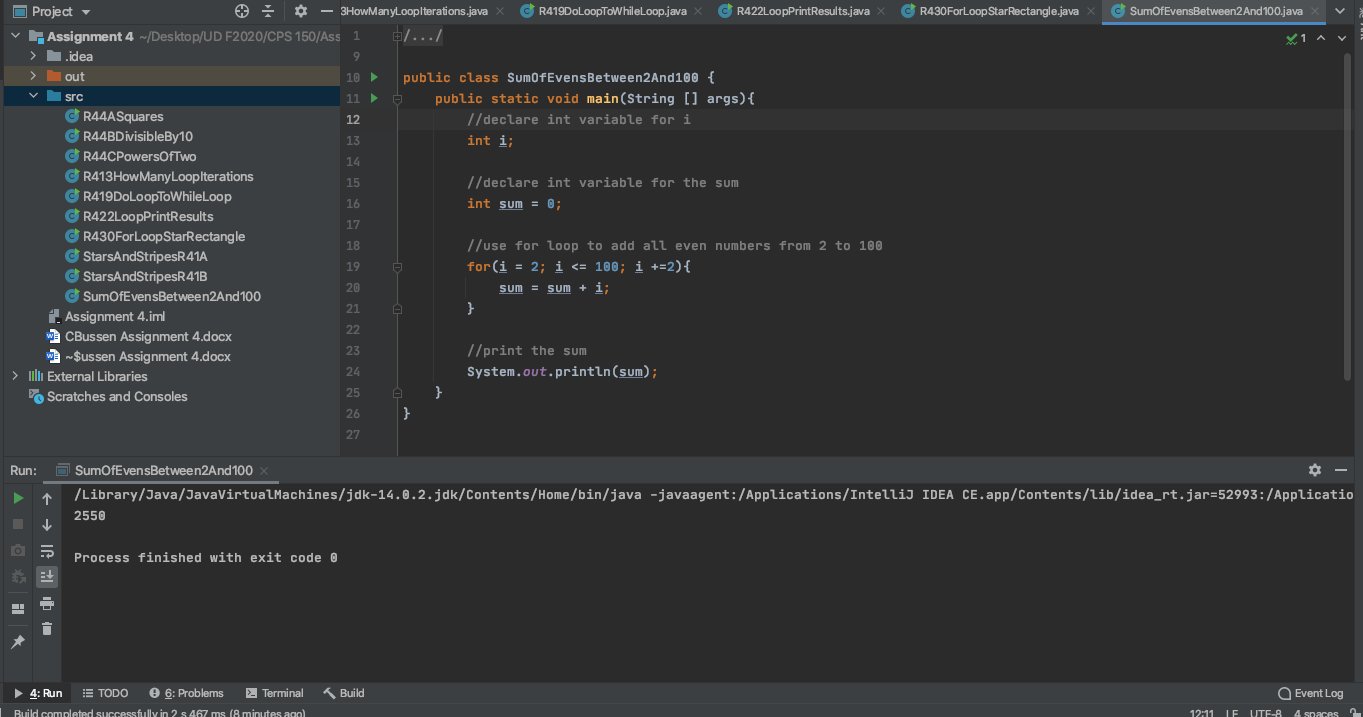 Project
3HowManyLoopIterations.java
R419DoLoopToWhileLoop.java
R422LoopPrintResults.java
R430ForLoopStarRectangle.java
SumOfEvensBetween2And100.java
Assignment 4 ~/Desktop/UD F2020/CPS 150/Ass
.idea
out
src
R44ASquares
R44BDivisibleBy10
R44CPowersOfTwo
R413HowManyLoopIterations
R419DoLoopToWhileLoop
R422LoopPrintResults
R430ForLoopStarRectangle
StarsAndStripesR41A
StarsAndStripesR41B
SumOfEvensBetween2And100
Assignment 4.iml
CBussen Assignment 4.docx
~$ussen Assignment 4.docx
External Libraries
Scratches and Consoles
1 /.../
1
9
10 public class SumOfEvensBetween2And100 {
11 public static void main(String [] args){
12 //declare int variable for i
13 int i;
14
15 //declare int variable for the sum
16 int sum = 0;
17
18 //use for loop to add all even numbers from 2 to 100
19 for(i = 2; i <= 100; i +=2){
20 sum = sum + i;
21 }
22
23 //print the sum
24 System.out.println(sum);
25 }
26 }
27
Run: SumOfEvensBetween2And100
/Library/Java/JavaVirtualMachines/jdk-14.0.2.jdk/Contents/Home/bin/java -javaagent:/Applications/IntelliJ IDEA CE.app/Contents/lib/idea_rt.jar=52993:/Applicatio
2550
Process finished with exit code 0
4: Run TODO 6: Problems Terminal Build Event Log
Build completed successfully in 2 s 467 ms (8 minutes ago) 12:11 LF UTF-8 4 spaces